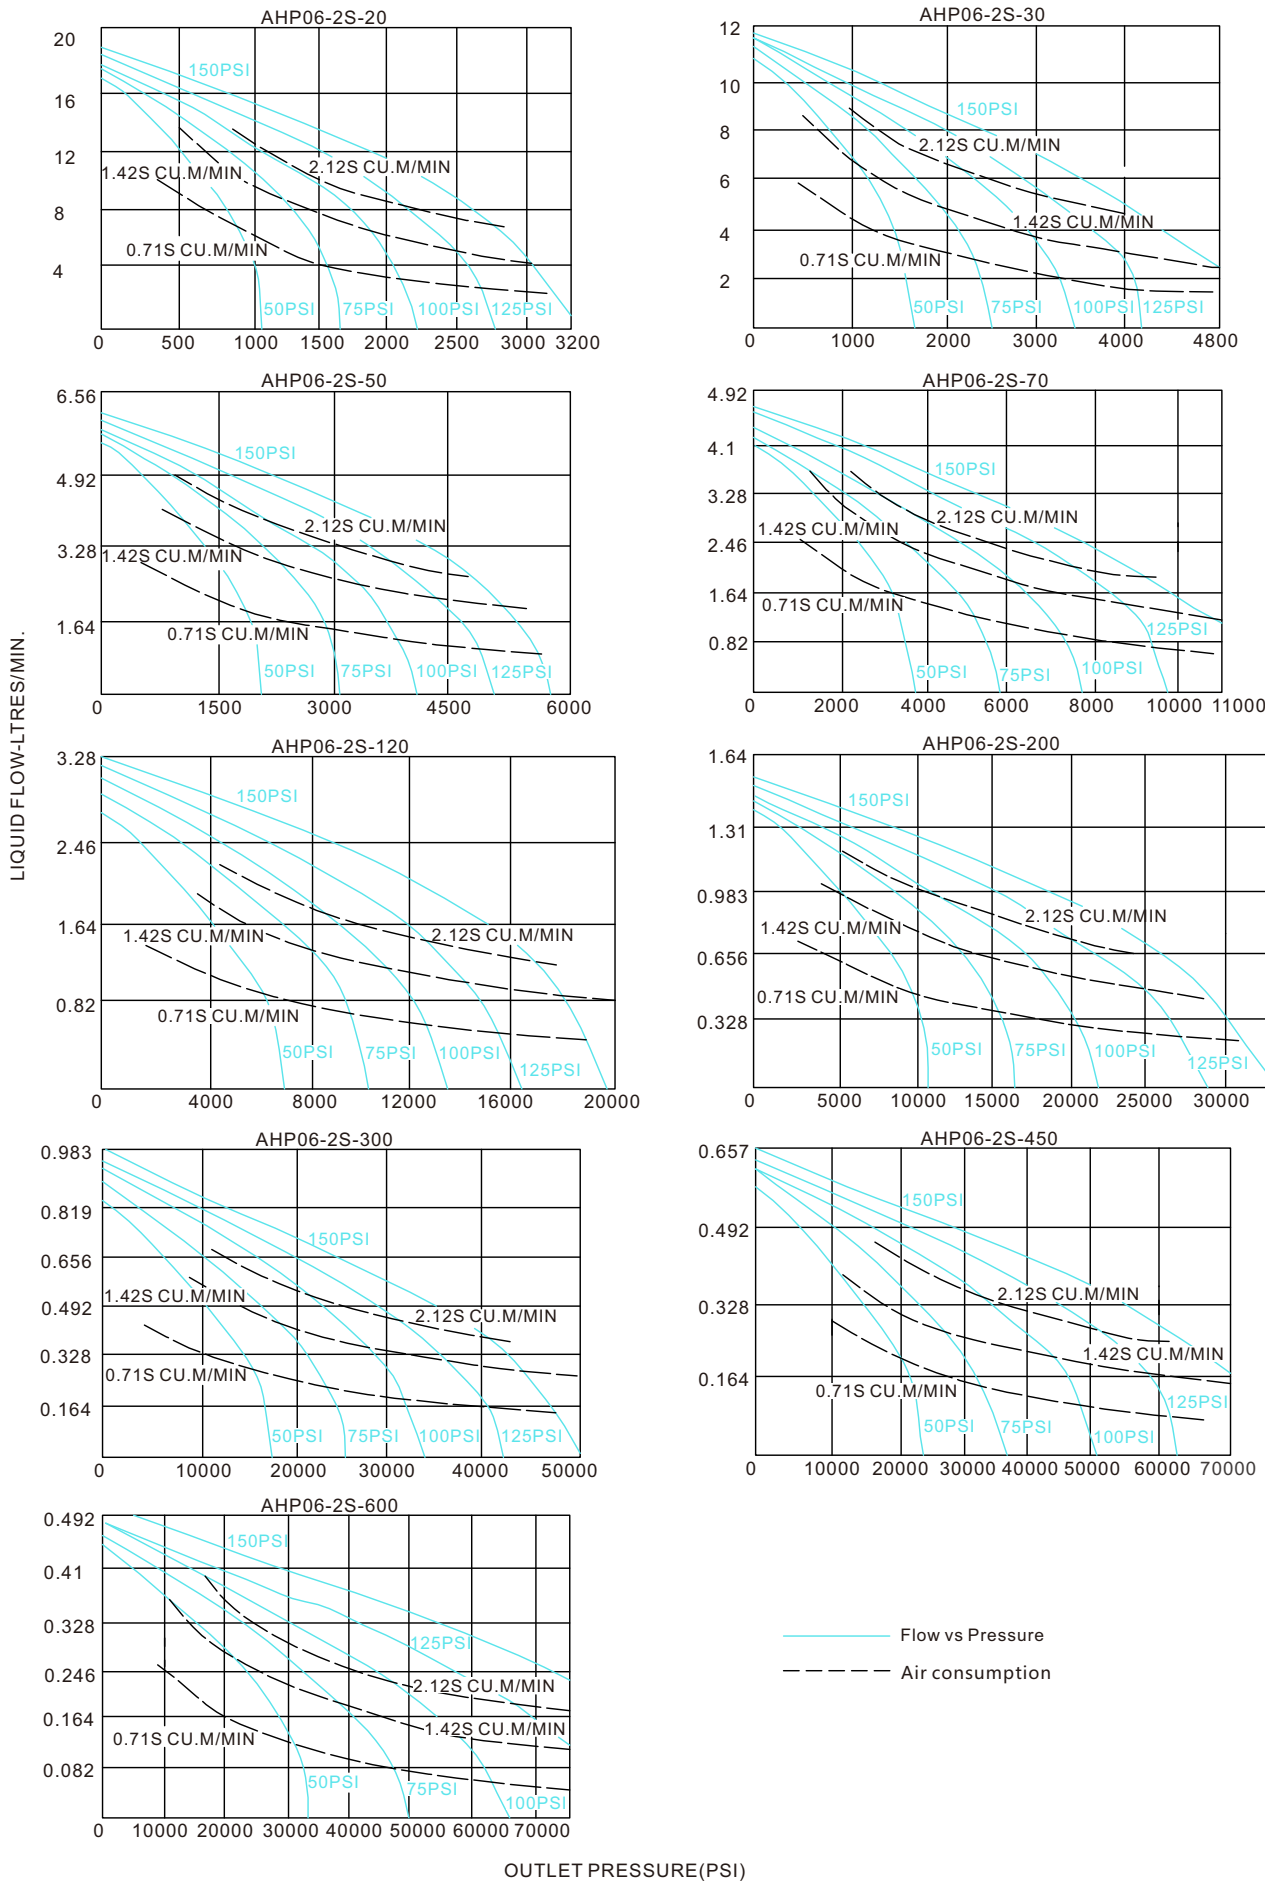 AHP06-2S-20
20
16
12
8
4
150PSI
2.12S CU.M/MIN
1.42S CU.M/MIN
0.71S CU.M/MIN
50PSI 75PSI 100PSI 125PSI
0 500 1000 1500 2000 2500 3000 3200
AHP06-2S-30
12
10
8
6
4
2
150PSI
2.12S CU.M/MIN
1.42S CU.M/MIN
0.71S CU.M/MIN
50PSI 75PSI 100PSI 125PSI
0 1000 2000 3000 4000 4800
AHP06-2S-50
6.56
4.92
3.28
1.64
150PSI
2.12S CU.M/MIN
1.42S CU.M/MIN
0.71S CU.M/MIN
50PSI 75PSI 100PSI 125PSI
0 1500 3000 4500 6000
AHP06-2S-70
4.92
4.1
3.28
2.46
1.64
0.82
150PSI
2.12S CU.M/MIN
1.42S CU.M/MIN
0.71S CU.M/MIN
125PSI
50PSI 75PSI 100PSI
0 2000 4000 6000 8000 10000 11000
LIQUID FLOW-LTRES/MIN.
AHP06-2S-120
3.28
2.46
1.64
0.82
150PSI
2.12S CU.M/MIN
1.42S CU.M/MIN
0.71S CU.M/MIN
50PSI 75PSI 100PSI 125PSI
0 4000 8000 12000 16000 20000
AHP06-2S-200
1.64
1.31
0.983
0.656
0.328
150PSI
2.12S CU.M/MIN
1.42S CU.M/MIN
0.71S CU.M/MIN
50PSI 75PSI 100PSI 125PSI
0 5000 10000 15000 20000 25000 30000
AHP06-2S-300
0.983
0.819
0.656
0.492
0.328
0.164
150PSI
1.42S CU.M/MIN
2.12S CU.M/MIN
0.71S CU.M/MIN
50PSI 75PSI 100PSI 125PSI
0 10000 20000 30000 40000 50000
AHP06-2S-450
0.657
0.492
0.328
0.164
150PSI
2.12S CU.M/MIN
1.42S CU.M/MIN
0.71S CU.M/MIN
125PSI
50PSI 75PSI 100PSI
0 10000 20000 30000 40000 50000 60000 70000
AHP06-2S-600
0.492
0.41
0.328
0.246
0.164
0.082
150PSI
125PSI
2.12S CU.M/MIN
1.42S CU.M/MIN
0.71S CU.M/MIN
50PSI 75PSI 100PSI
0 10000 20000 30000 40000 50000 60000 70000
Flow vs Pressure
Air consumption
OUTLET PRESSURE(PSI)